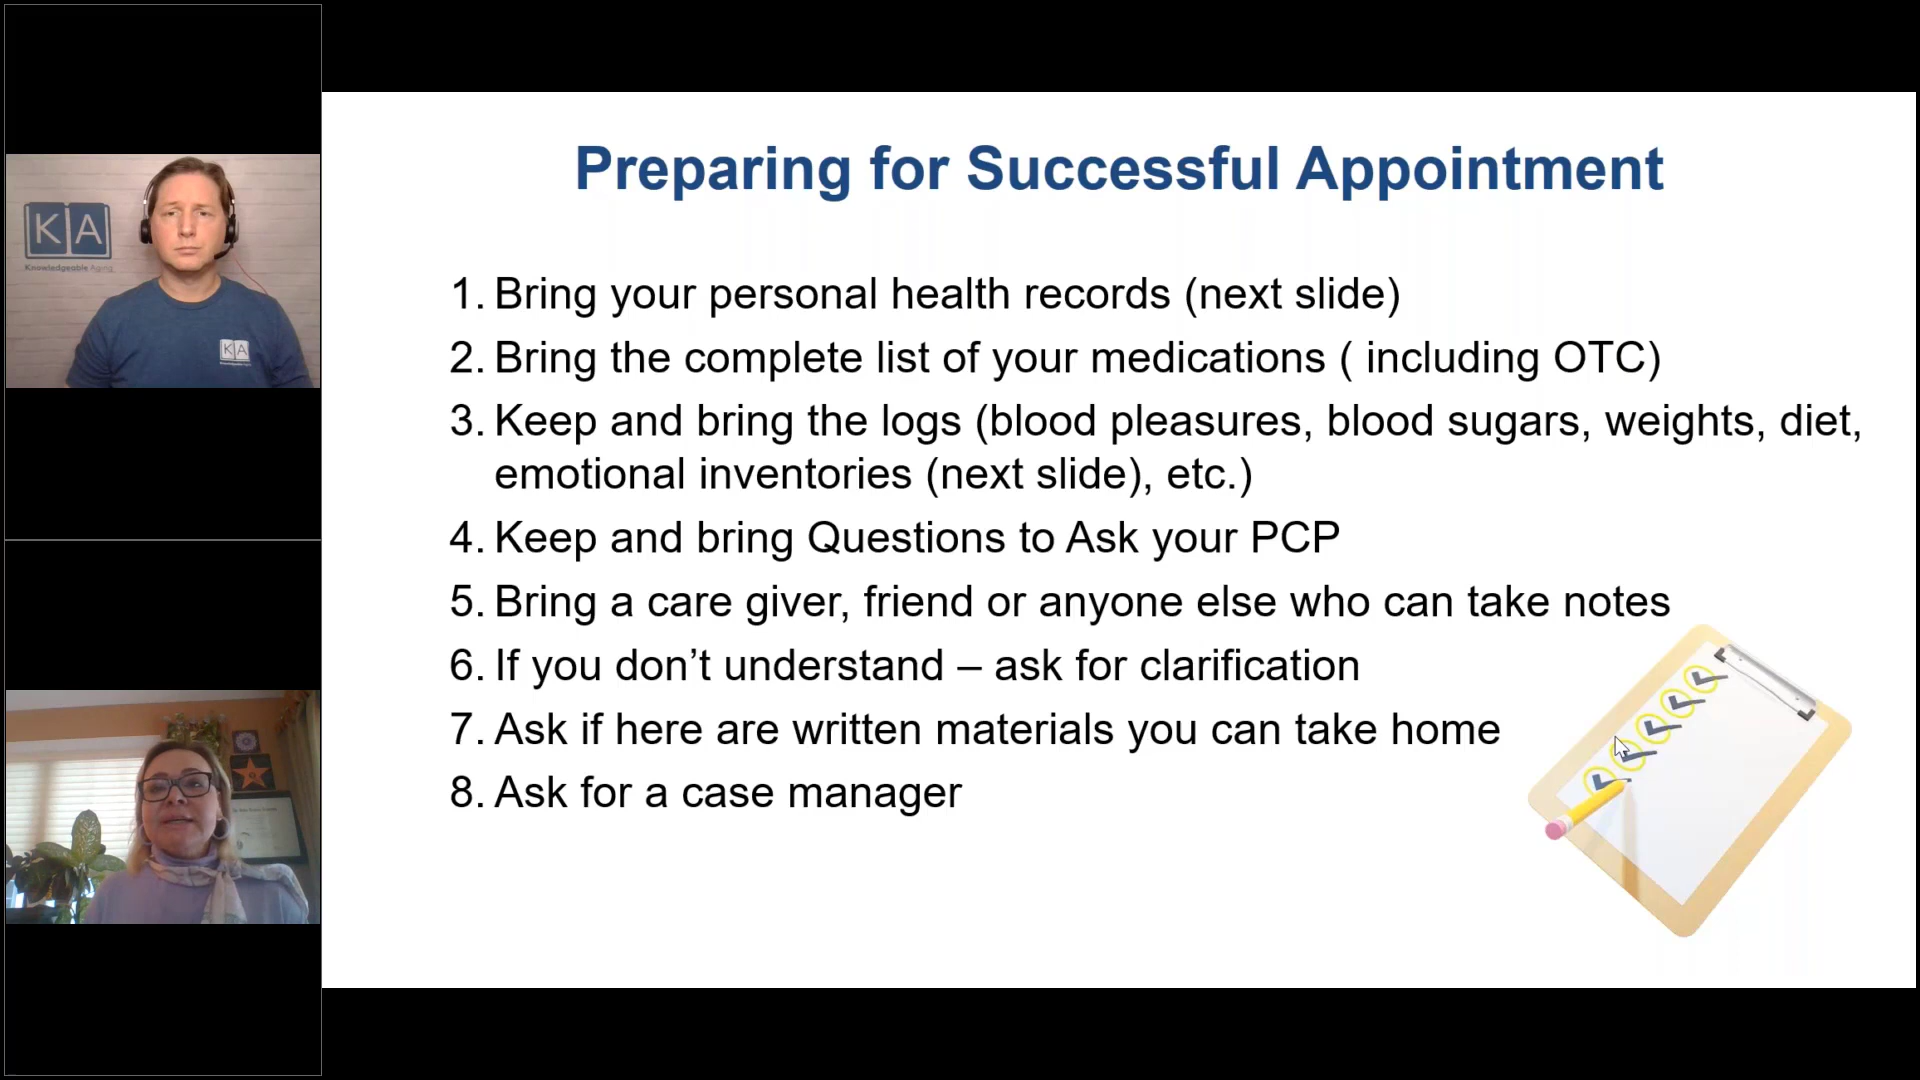 K A
Knowledgeable Aging
K A
Preparing for Successful Appointment
1. Bring your personal health records (next slide)
2. Bring the complete list of your medications ( including OTC)
3. Keep and bring the logs (blood pleasures, blood sugars, weights, diet,
emotional inventories (next slide), etc.)
4. Keep and bring Questions to Ask your PCP
5. Bring a care giver, friend or anyone else who can take notes
6. If you don’t understand – ask for clarification
7. Ask if here are written materials you can take home
8. Ask for a case manager